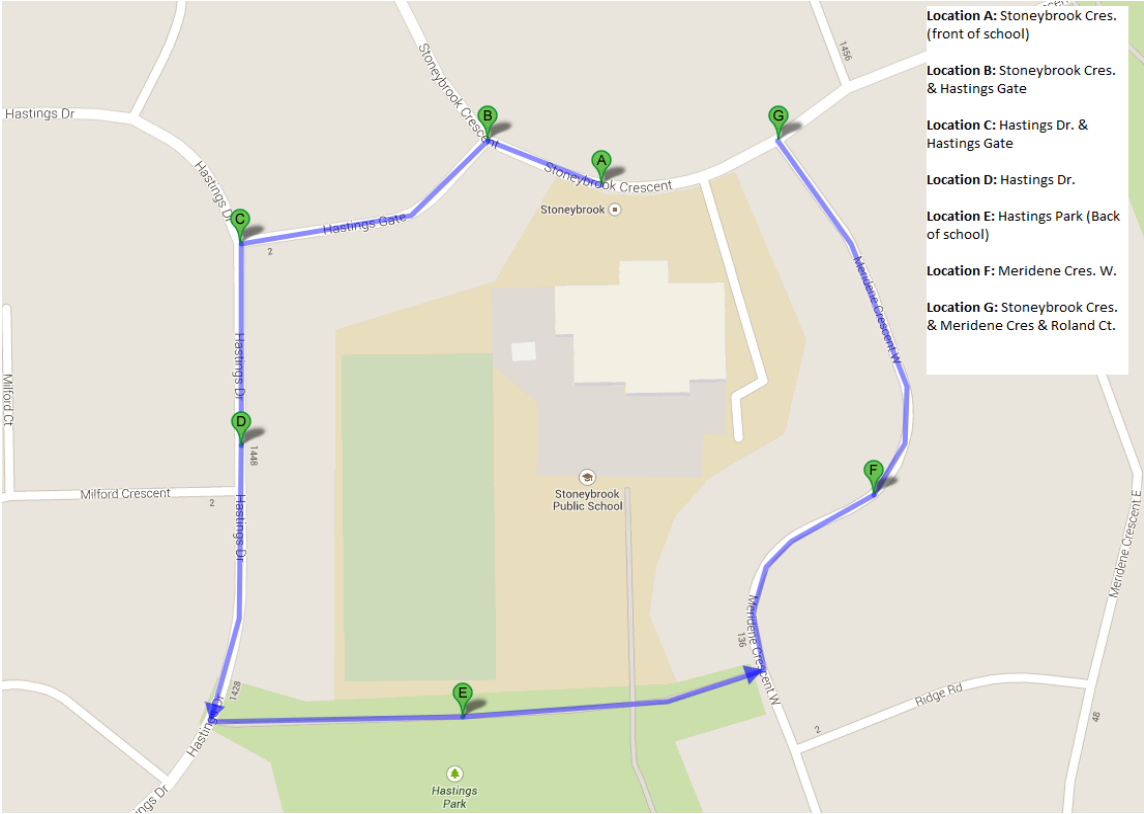 Location A: Stoneybrook Cres.
(front of school)
Location B: Stoneybrook Cres.
& Hastings Gate
Location C: Hastings Dr. &
Hastings Gate
Location D: Hastings Dr.
Location E: Hastings Park (Back
of school)
Location F: Meridene Cres. W.
Location G: Stoneybrook Cres.
& Meridene Cres & Roland Ct.
1456
Stoneybrook Crescent
Hastings Dr
B
G
A
Stoneybrook Crescent
Hastings Dr
Stoneybrook
C
Hastings Gate
2
Meridene Crescent W
Hastings Dr
Milford Ct
D
1448
F
Milford Crescent
2
Hastings Dr
Stoneybrook
Public School
Meridene Crescent E
Meridene Crescent W
136
1428
E
Hastings Dr
Ridge Rd
48
2
Hastings
Park
ings Dr